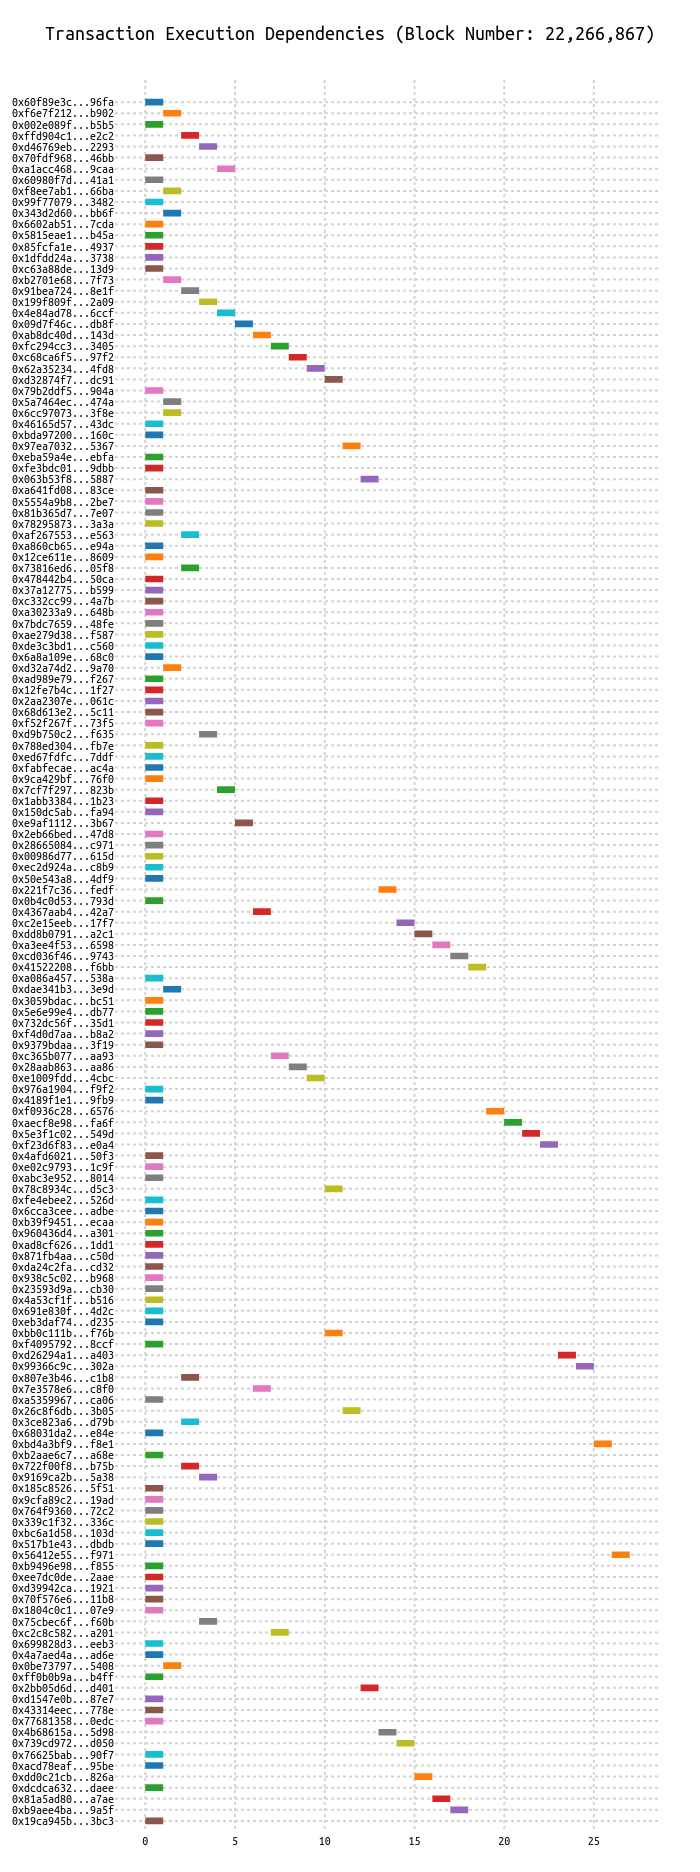 Transaction Execution Dependencies (Block Number: 22,266,867)
0x60f89e3c...96fa
0xf6e7f212...b902
0x002e089f...b5b5
0xffd904c1...e2c2
0xd46769eb...2293
0x70fdf968...46bb
0xa1acc468...9caa
0x60980f7d...41a1
0xf8ee7ab1...66ba
0x99f77079...3482
0x343d2d60...bb6f
0x6602ab51...7cda
0x5815eae1...b45a
0x85fcfa1e...4937
0x1dfdd24a...3738
0xc63a88de...13d9
0xb2701e68...7f73
0x91bea724...8e1f
0x199f809f...2a09
0x4e84ad78...6ccf
0x09d7f46c...db8f
0xab8dc40d...143d
0xfc294cc3...3405
0xc68ca6f5...97f2
0x62a35234...4fd8
0xd32874f7...dc91
0x79b2ddf5...904a
0x5a7464ec...474a
0x6cc97073...3f8e
0x46165d57...43dc
0xbda97200...160c
0x97ea7032...5367
0xeba59a4e...ebfa
0xfe3bdc01...9dbb
0x063b53f8...5887
0xa641fd08...83ce
0x5554a9b8...2be7
0x81b365d7...7e07
0x78295873...3a3a
0xaf267553...e563
0xa860cb65...e94a
0x12ce611e...8609
0x73816ed6...05f8
0x478442b4...50ca
0x37a12775...b599
0xc332cc99...4a7b
0xa30233a9...648b
0x7bdc7659...48fe
0xae279d38...f587
0xde3c3bd1...c560
0x6a8a109e...68c0
0xd32a74d2...9a70
0xad989e79...f267
0x12fe7b4c...1f27
0x2aa2307e...061c
0x68d613e2...5c11
0xf52f267f...73f5
0xd9b750c2...f635
0x788ed304...fb7e
0xed67fdfc...7ddf
0xfabfecae...ac4a
0x9ca429bf...76f0
0x7cf7f297...823b
0x1abb3384...1b23
0x150dc5ab...fa94
0xe9af1112...3b67
0x2eb66bed...47d8
0x28665084...c971
0x00986d77...615d
0xec2d924a...c8b9
0x50e543a8...4df9
0x221f7c36...fedf
0x0b4c0d53...793d
0x4367aab4...42a7
0xc2e15eeb...17f7
0xdd8b0791...a2c1
0xa3ee4f53...6598
0xcd036f46...9743
0x41522208...f6bb
0xa086a457...538a
0xdae341b3...3e9d
0x3059bdac...bc51
0x5e6e99e4...db77
0x732dc56f...35d1
0xf4d0d7aa...b8a2
0x9379bdaa...3f19
0xc365b077...aa93
0x28aab863...aa86
0xe1009fdd...4cbc
0x976a1904...f9f2
0x4189f1e1...9fb9
0xf0936c28...6576
0xaecf8e98...fa6f
0x5e3f1c02...549d
0xf23d6f83...e0a4
0x4afd6021...50f3
0xe02c9793...1c9f
0xabc3e952...8014
0x78c8934c...d5c3
0xfe4ebee2...526d
0x6cca3cee...adbe
0xb39f9451...ecaa
0x960436d4...a301
0xad8cf626...1dd1
0x871fb4aa...c50d
0xda24c2fa...cd32
0x938c5c02...b968
0x23593d9a...cb30
0x4a53cf1f...b516
0x691e830f...4d2c
0xeb3daf74...d235
0xbb0c111b...f76b
0xf4095792...8ccf
0xd26294a1...a403
0x99366c9c...302a
0x807e3b46...c1b8
0x7e3578e6...c8f0
0xa5359967...ca06
0x26c8f6db...3b05
0x3ce823a6...d79b
0x68031da2...e84e
0xbd4a3bf9...f8e1
0xb2aae6c7...a68e
0x722f00f8...b75b
0x9169ca2b...5a38
0x185c8526...5f51
0x9cfa89c2...19ad
0x764f9360...72c2
0x339c1f32...336c
0xbc6a1d58...103d
0x517b1e43...dbdb
0x56412e55...f971
0xb9496e98...f855
0xee7dc0de...2aae
0xd39942ca...1921
0x70f576e6...11b8
0x1804c0c1...07e9
0x75cbec6f...f60b
0xc2c8c582...a201
0x699828d3...eeb3
0x4a7aed4a...ad6e
0x0be73797...5408
0xff0b0b9a...b4ff
0x2bb05d6d...d401
0xd1547e0b...87e7
0x43314eec...778e
0x77681358...0edc
0x4b68615a...5d98
0x739cd972...d050
0x76625bab...90f7
0xacd78eaf...95be
0xdd0c21cb...826a
0xdcdca632...daee
0x81a5ad80...a7ae
0xb9aee4ba...9a5f
0x19ca945b...3bc3
0 5 10 15 20 25